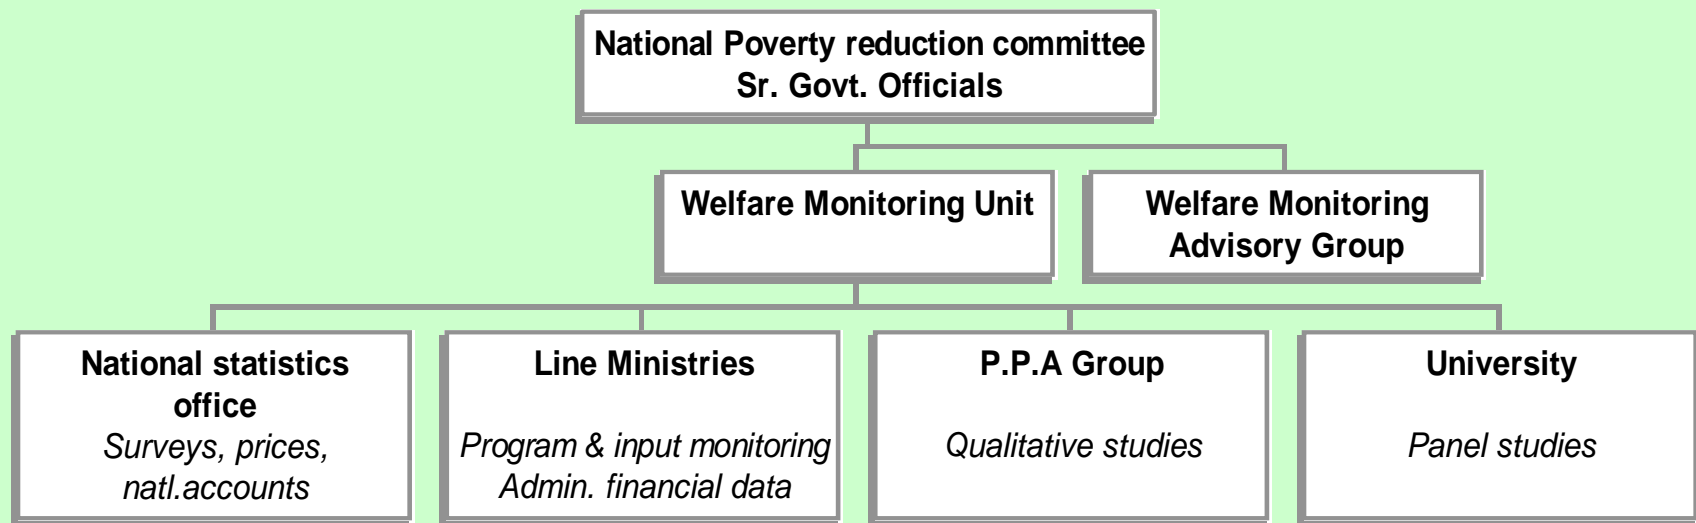 National Poverty reduction committee
Sr. Govt. Officials
Welfare Monitoring Unit
Welfare Monitoring
Advisory Group
National statistics
office
Surveys, prices,
natl.accounts
Line Ministries
Program & input monitoring
Admin. financial data
P.P.A Group
Qualitative studies
University
Panel studies